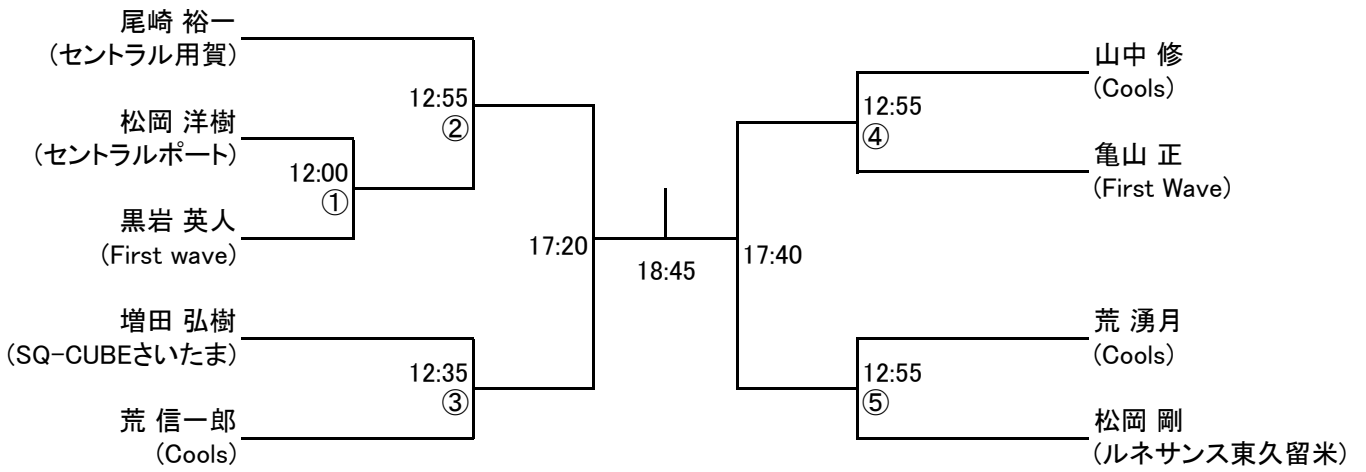 尾崎 裕一
(セントラル用賀)
12:55
②
松岡 洋樹
(セントラルポート)
12:00
①
黒岩 英人
(First wave)
17:20
増田 弘樹
(SQ-CUBEさいたま)
12:35
③
荒 信一郎
(Cools)
18:45
山中 修
(Cools)
12:55
④
亀山 正
(First Wave)
17:40
荒 湧月
(Cools)
12:55
⑤
松岡 剛
(ルネサンス東久留米)